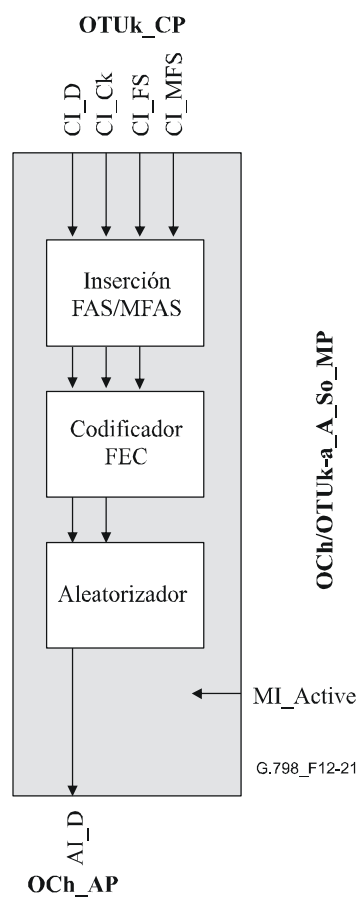 OTUk_CP
CI_D
CI_Ck
CI_FS
CI_MFS
Inserción
FAS/MFAS
Codificador
FEC
Aleatorizador
OCh/OTUk-a_A_So_MP
MI_Active
G.798_F12-21
AI_D
OCh_AP